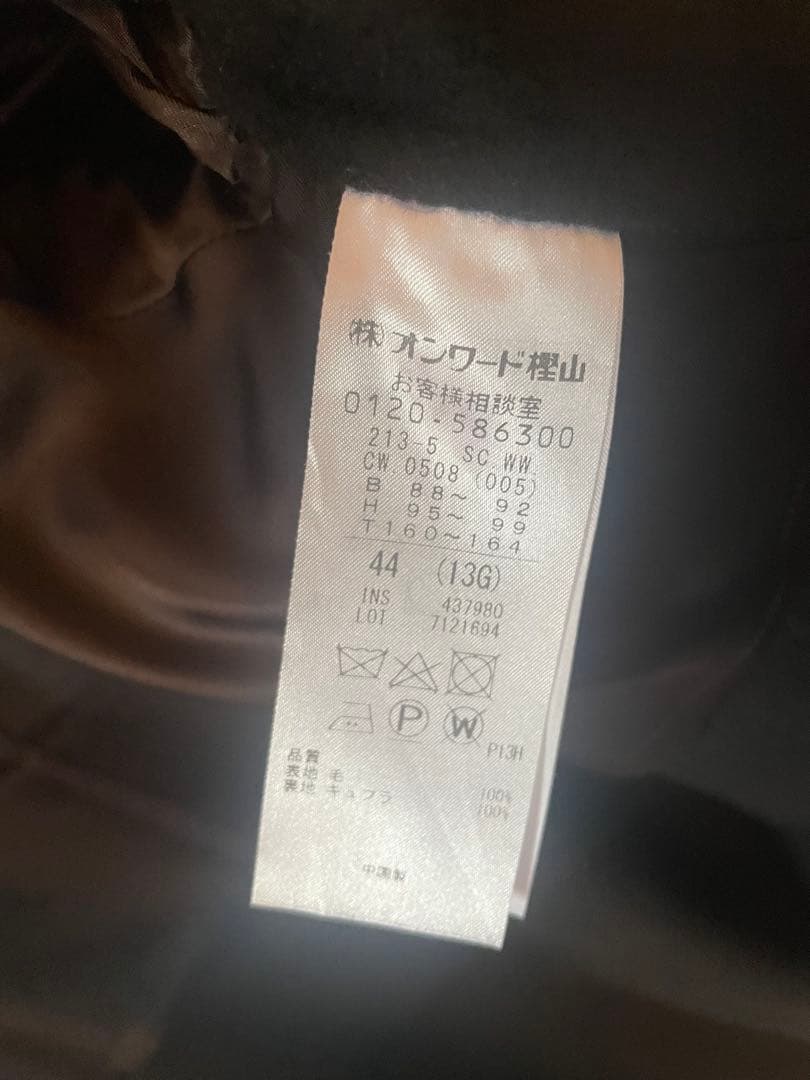 ㈱オンワード樫山
お客様相談室
0120-586300
213-5 SC.WW.
CW.0508 (005)
B 88～ 92
H 95～ 99
T160～164
44 (13G)
INS 437980
LOT 7121694
P W
P13H
品質
表地 毛 100%
裏地 キュプラ 100%
中国製